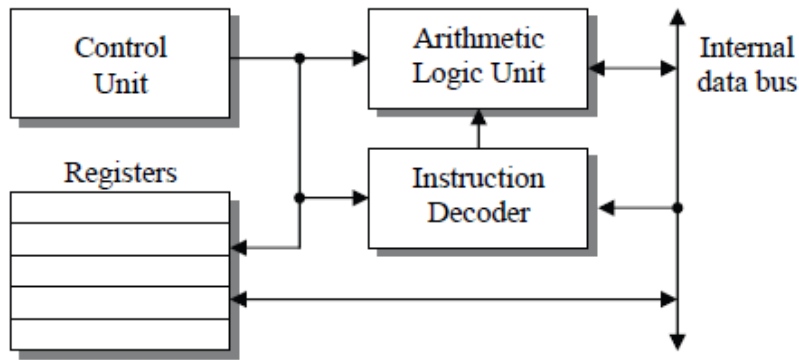 Control
Unit
Arithmetic
Logic Unit
Internal
data bus
Registers
Instruction
Decoder